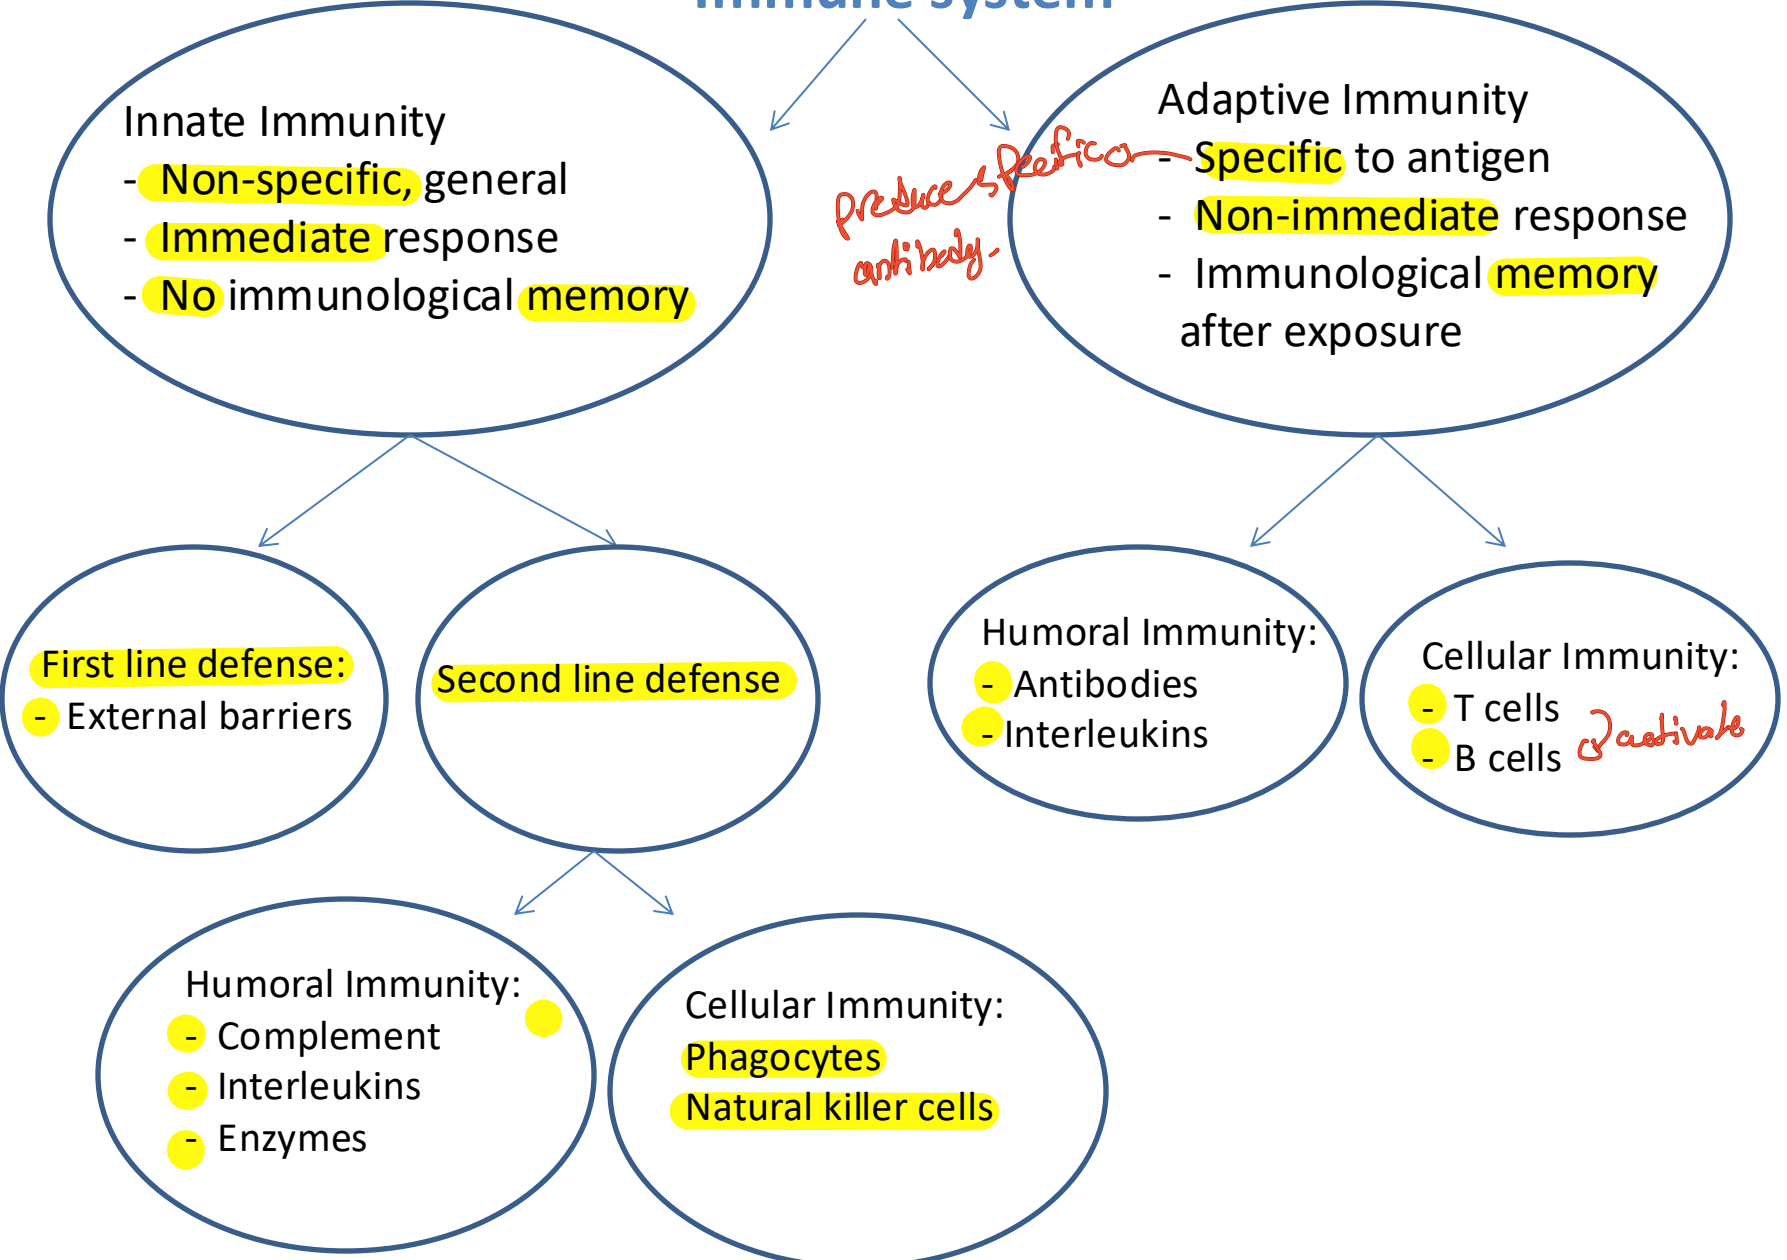 Immune system
Innate Immunity
- Non-specific, general
- Immediate response
- No immunological memory
produce specific
antibody.
Adaptive Immunity
- Specific to antigen
- Non-immediate response
- Immunological memory
after exposure
First line defense:
- External barriers
Second line defense
Humoral Immunity:
- Antibodies
- Interleukins
Cellular Immunity:
- T cells
- B cells
activate
Humoral Immunity:
- Complement
- Interleukins
- Enzymes
Cellular Immunity:
Phagocytes
Natural killer cells